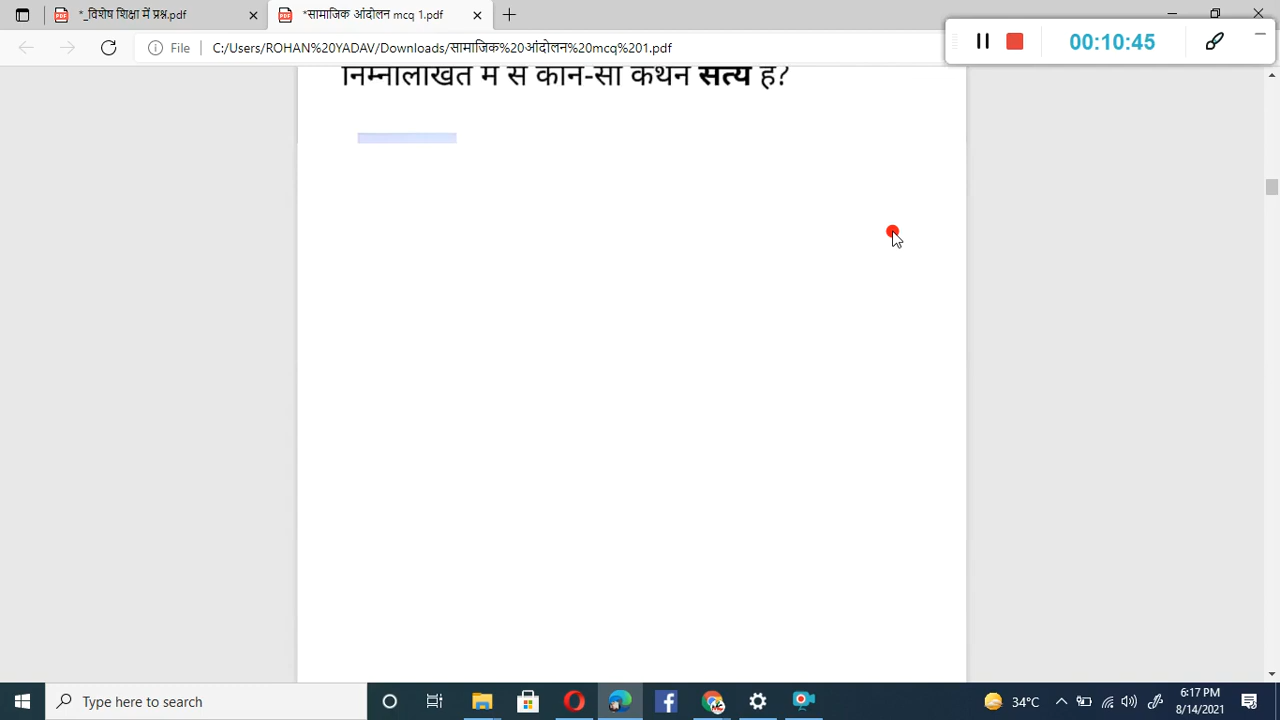 *_विशेष शिक्षा में प्रश्न.pdf
*सामाजिक आंदोलन mcq 1.pdf
File
C:/Users/ROHAN%20YADAV/Downloads/सामाजिक%20आंदोलन%20mcq%201.pdf
00:10:45
निम्नलिखित में से कौन-सा कथन सत्य है?
Type here to search
34°C
6:17 PM
8/14/2021